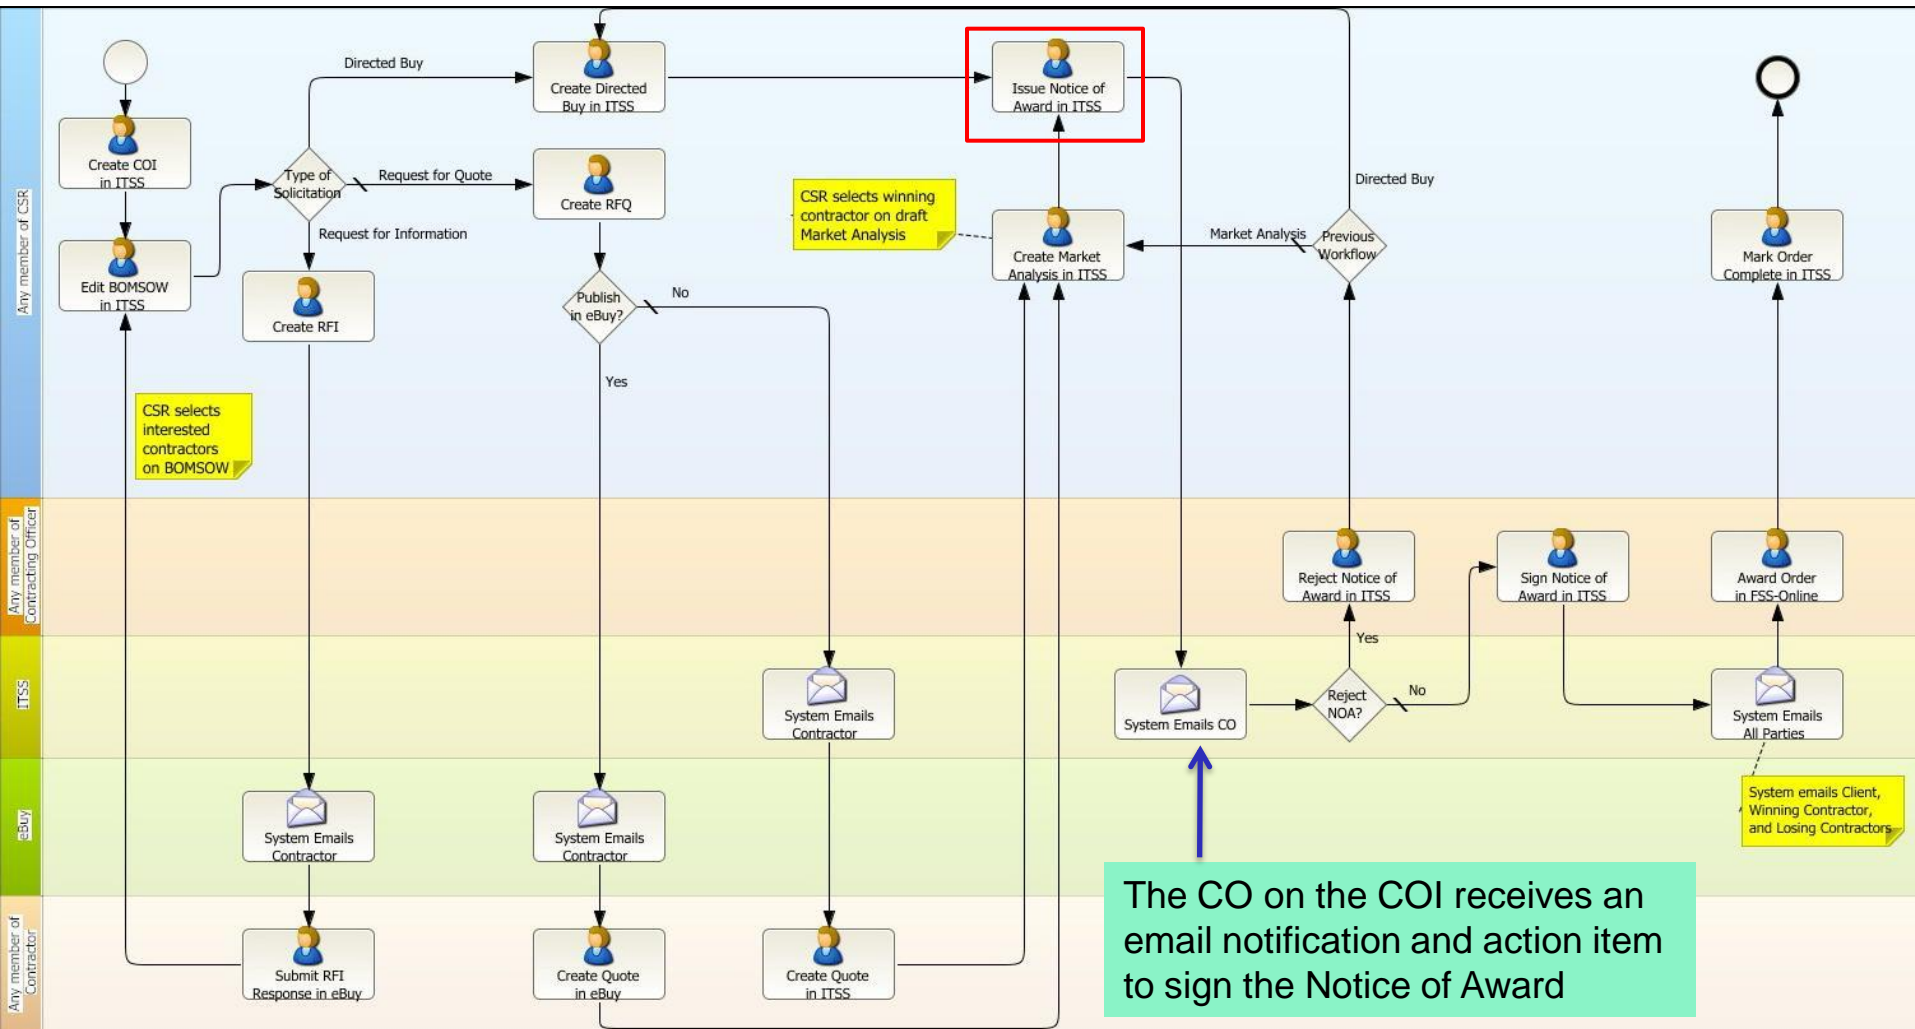 Any member of CSR
Create COI
in ITSS
Edit BOMSOW
in ITSS
Type of
Solicitation
Directed Buy
Request for Quote
Request for Information
Create Directed
Buy in ITSS
Create RFQ
Create RFI
Publish
in eBuy?
No
Yes
CSR selects
interested
contractors
on BOMSOW
CSR selects winning
contractor on draft
Market Analysis
Issue Notice of
Award in ITSS
Create Market
Analysis in ITSS
Market Analysis
Previous
Workflow
Directed Buy
Mark Order
Complete in ITSS
Any member of
Contracting Officer
Reject Notice of
Award in ITSS
Sign Notice of
Award in ITSS
Award Order
in FSS-Online
ITSS
System Emails
Contractor
System Emails CO
Reject
NOA?
Yes
No
System Emails
All Parties
eBuy
System Emails
Contractor
System Emails
Contractor
System emails Client,
Winning Contractor,
and Losing Contractors
Any member of
Contractor
Submit RFI
Response in eBuy
Create Quote
in eBuy
Create Quote
in ITSS
The CO on the COI receives an
email notification and action item
to sign the Notice of Award